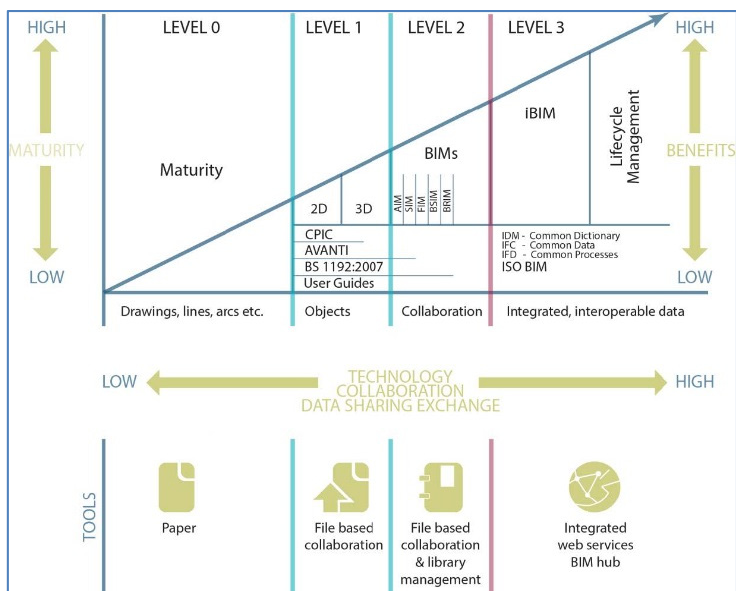 HIGH
LEVEL 0
LEVEL 1
LEVEL 2
LEVEL 3
HIGH
MATURITY
Maturity
BIMs
iBIM
Lifecycle
Management
BENEFITS
2D
3D
AIM
SIM
FIM
BSIM
BRIM
CPIC
AVANTI
BS 1192:2007
User Guides
IDM - Common Dictionary
IFC - Common Data
IFD - Common Processes
ISO BIM
LOW
LOW
Drawings, lines, arcs etc.
Objects
Collaboration
Integrated, interoperable data
LOW
TECHNOLOGY
COLLABORATION
DATA SHARING EXCHANGE
HIGH
TOOLS
Paper
File based
collaboration
File based
collaboration
& library
management
Integrated
web services
BIM hub